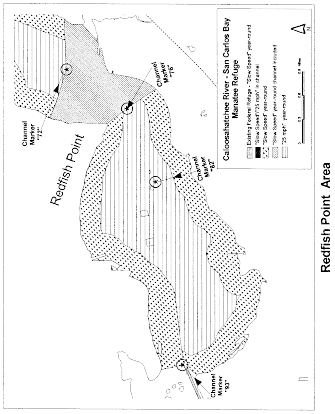 Caloosahatchee River - San Carlos Bay
Manatee Refuge
Existing Federal Refuge - "Slow Speed" year-round
"Slow Speed/"25 mph" in channel
"Slow Speed" year-round
"Slow Speed" year-round channel included
"25 mph" year-round
N
Channel
Marker
"72"
Channel
Marker
"76"
Redfish Point
Channel
Marker
"82"
Channel
Marker
"93"
Redfish Point Area